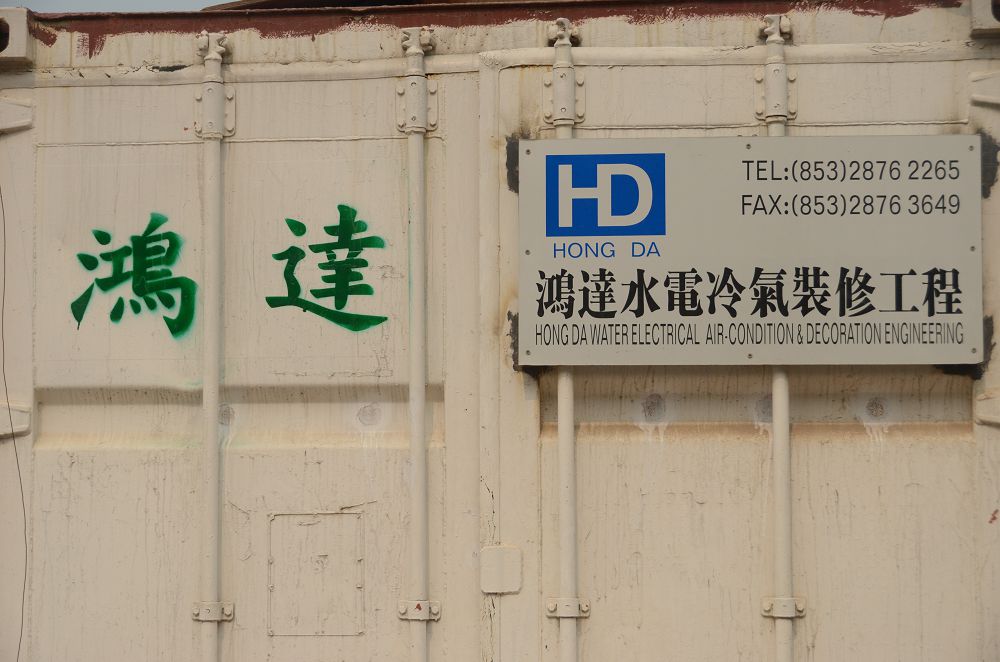 鴻達
HD
HONG DA
TEL:(853)2876 2265
FAX:(853)2876 3649
鴻達水電冷氣裝修工程
HONG DA WATER ELECTRICAL AIR-CONDITION & DECORATION ENGINEERING